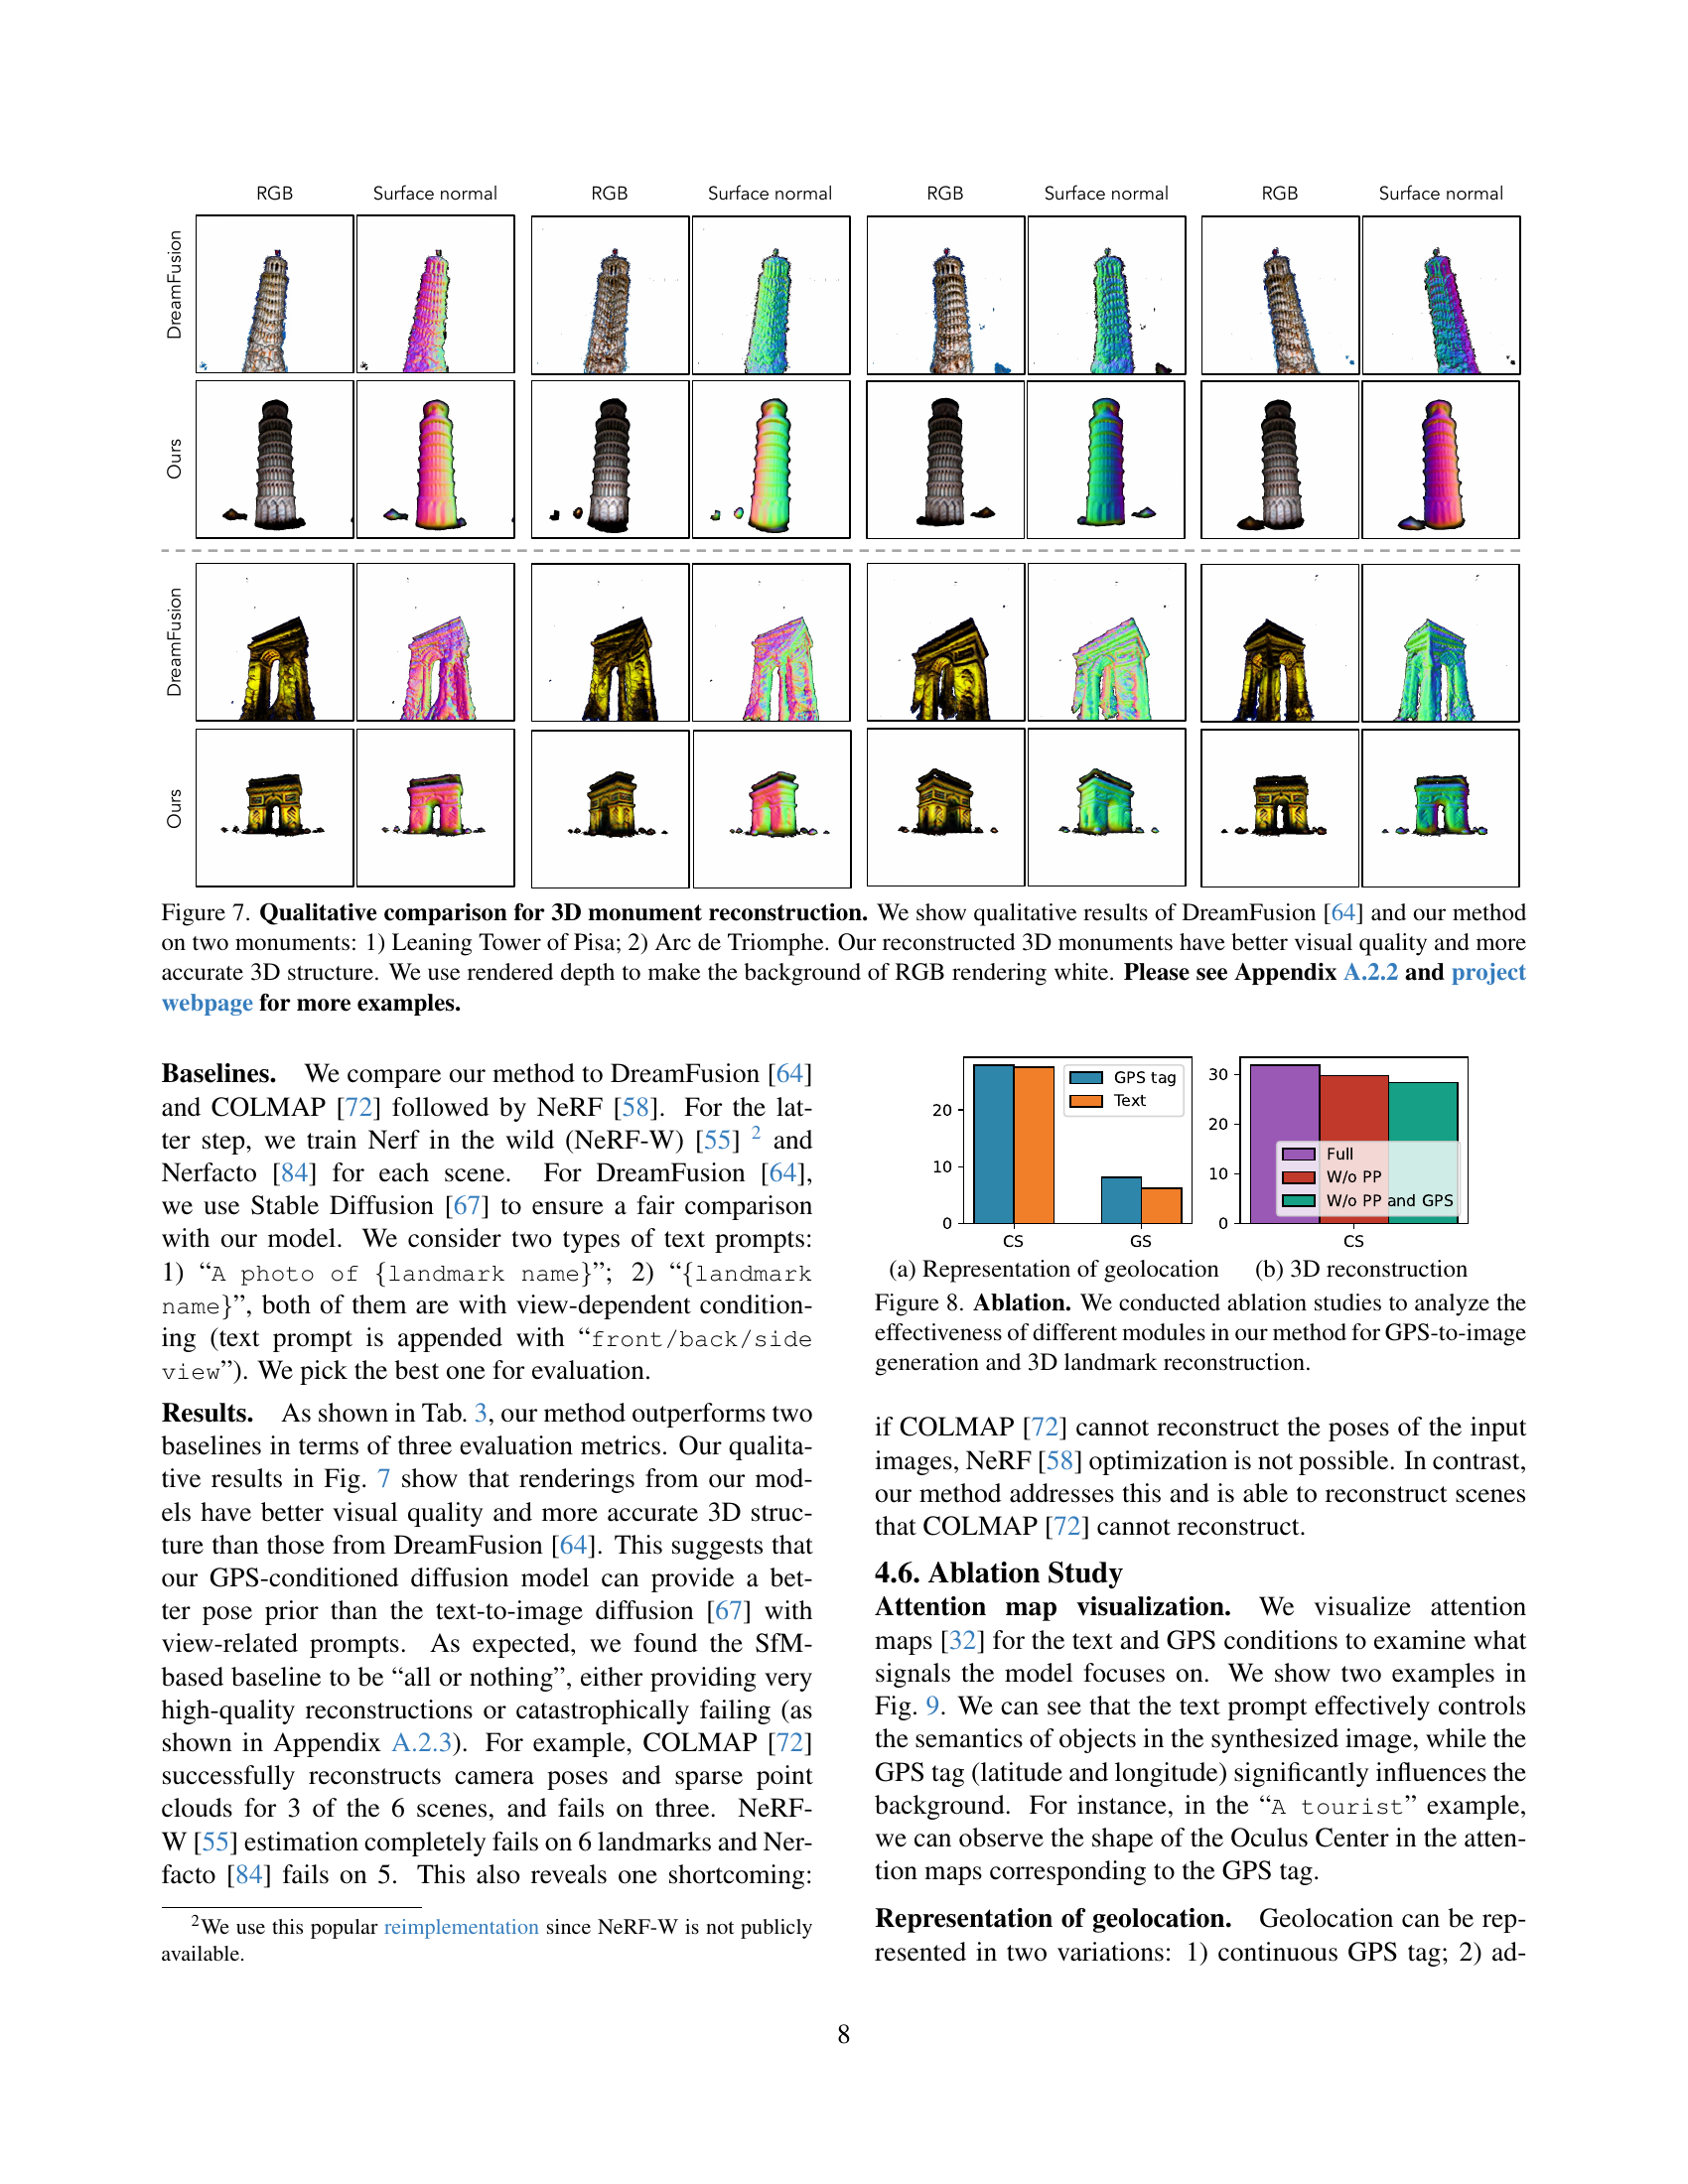 RGB Surface normal RGB Surface normal RGB Surface normal RGB Surface normal
DreamFusion
Ours
DreamFusion
Ours
Figure 7. Qualitative comparison for 3D monument reconstruction. We show qualitative results of DreamFusion [64] and our method
on two monuments: 1) Leaning Tower of Pisa; 2) Arc de Triomphe. Our reconstructed 3D monuments have better visual quality and more
accurate 3D structure. We use rendered depth to make the background of RGB rendering white. Please see Appendix A.2.2 and project
webpage for more examples.
Baselines. We compare our method to DreamFusion [64]
and COLMAP [72] followed by NeRF [58]. For the lat-
ter step, we train Nerf in the wild (NeRF-W) [55] 2 and
Nerfacto [84] for each scene. For DreamFusion [64],
we use Stable Diffusion [67] to ensure a fair comparison
with our model. We consider two types of text prompts:
1) “A photo of {landmark name}”; 2) “{landmark
name}”, both of them are with view-dependent condition-
ing (text prompt is appended with “front/back/side
view”). We pick the best one for evaluation.
Results. As shown in Tab. 3, our method outperforms two
baselines in terms of three evaluation metrics. Our qualita-
tive results in Fig. 7 show that renderings from our mod-
els have better visual quality and more accurate 3D struc-
ture than those from DreamFusion [64]. This suggests that
our GPS-conditioned diffusion model can provide a bet-
ter pose prior than the text-to-image diffusion [67] with
view-related prompts. As expected, we found the SfM-
based baseline to be “all or nothing”, either providing very
high-quality reconstructions or catastrophically failing (as
shown in Appendix A.2.3). For example, COLMAP [72]
successfully reconstructs camera poses and sparse point
clouds for 3 of the 6 scenes, and fails on three. NeRF-
W [55] estimation completely fails on 6 landmarks and Ner-
facto [84] fails on 5. This also reveals one shortcoming:
2We use this popular reimplementation since NeRF-W is not publicly
available.
20
10
0
GPS tag
Text
CS GS
30
20
10
0
Full
W/o PP
W/o PP and GPS
CS
(a) Representation of geolocation (b) 3D reconstruction
Figure 8. Ablation. We conducted ablation studies to analyze the
effectiveness of different modules in our method for GPS-to-image
generation and 3D landmark reconstruction.
if COLMAP [72] cannot reconstruct the poses of the input
images, NeRF [58] optimization is not possible. In contrast,
our method addresses this and is able to reconstruct scenes
that COLMAP [72] cannot reconstruct.
4.6. Ablation Study
Attention map visualization. We visualize attention
maps [32] for the text and GPS conditions to examine what
signals the model focuses on. We show two examples in
Fig. 9. We can see that the text prompt effectively controls
the semantics of objects in the synthesized image, while the
GPS tag (latitude and longitude) significantly influences the
background. For instance, in the “A tourist” example,
we can observe the shape of the Oculus Center in the atten-
tion maps corresponding to the GPS tag.
Representation of geolocation. Geolocation can be rep-
resented in two variations: 1) continuous GPS tag; 2) ad-
8